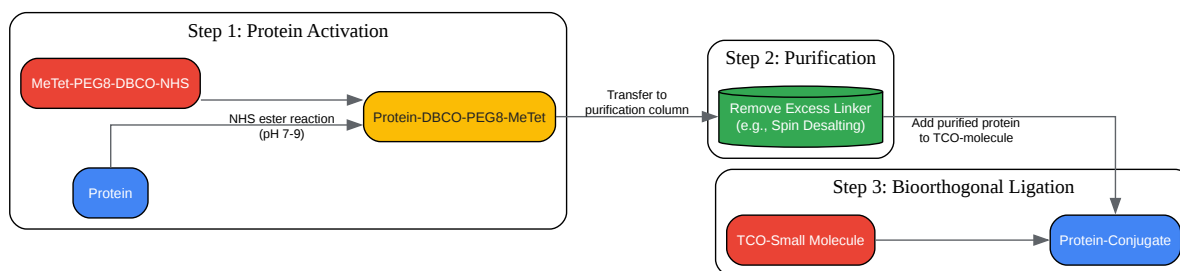 Step 1: Protein Activation
MeTet-PEG8-DBCO-NHS
NHS ester reaction
(pH 7-9)
Protein
Protein-DBCO-PEG8-MeTet
Transfer to
purification column
Step 2: Purification
Remove Excess Linker
(e.g., Spin Desalting)
Add purified protein
to TCO-molecule
Step 3: Bioorthogonal Ligation
TCO-Small Molecule
Protein-Conjugate